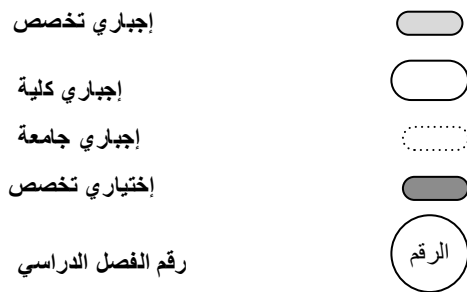 إجباري تخصص
إجباري كلية
إجباري جامعة
إختياري تخصص
الرقم
رقم الفصل الدراسي